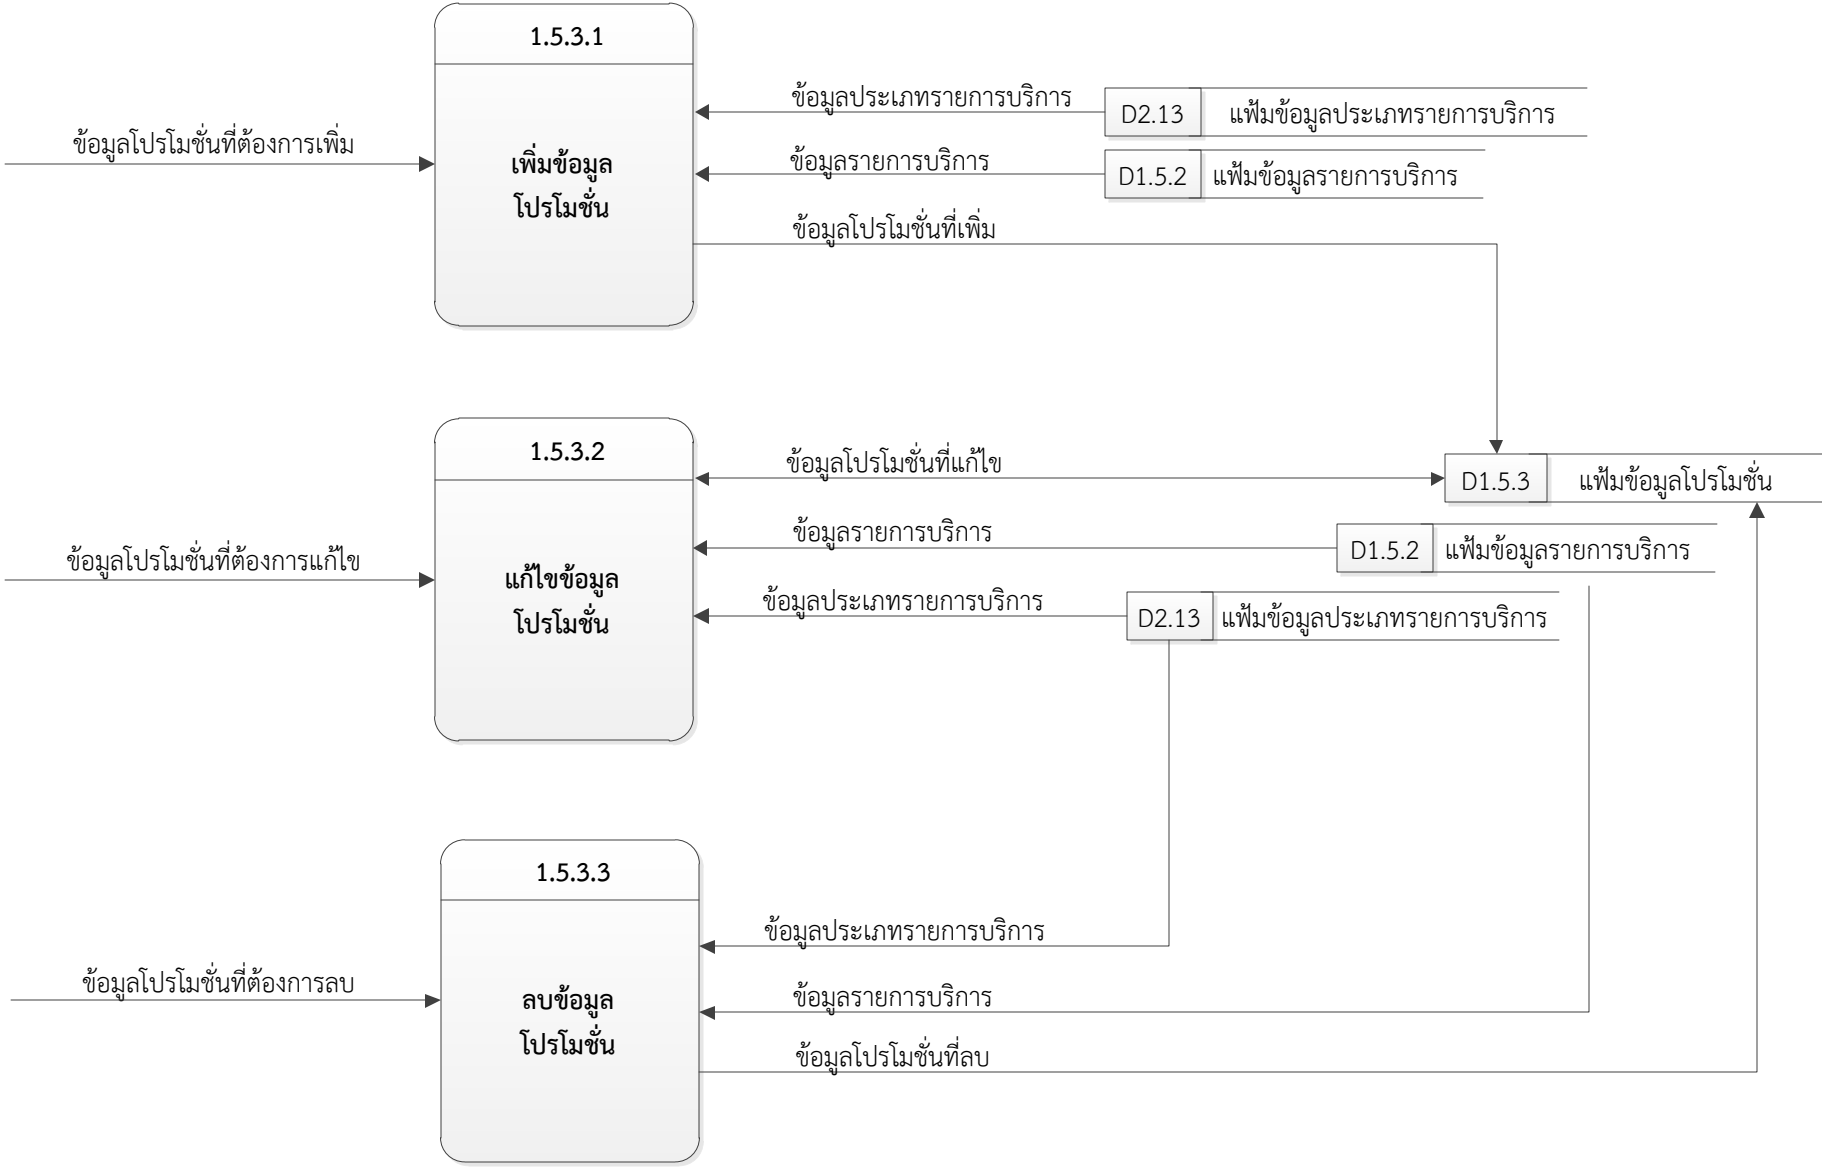 1.5.3.1
ข้อมูลประเภทรายการบริการ
D2.13 แฟ้มข้อมูลประเภทรายการบริการ
ข้อมูลโปรโมชั่นที่ต้องการเพิ่ม
เพิ่มข้อมูล
โปรโมชั่น
ข้อมูลรายการบริการ
D1.5.2 แฟ้มข้อมูลรายการบริการ
ข้อมูลโปรโมชั่นที่เพิ่ม
1.5.3.2
ข้อมูลโปรโมชั่นที่แก้ไข
D1.5.3 แฟ้มข้อมูลโปรโมชั่น
ข้อมูลรายการบริการ
D1.5.2 แฟ้มข้อมูลรายการบริการ
ข้อมูลโปรโมชั่นที่ต้องการแก้ไข
แก้ไขข้อมูล
โปรโมชั่น
ข้อมูลประเภทรายการบริการ
D2.13 แฟ้มข้อมูลประเภทรายการบริการ
1.5.3.3
ข้อมูลประเภทรายการบริการ
ข้อมูลโปรโมชั่นที่ต้องการลบ
ลบข้อมูล
โปรโมชั่น
ข้อมูลรายการบริการ
ข้อมูลโปรโมชั่นที่ลบ